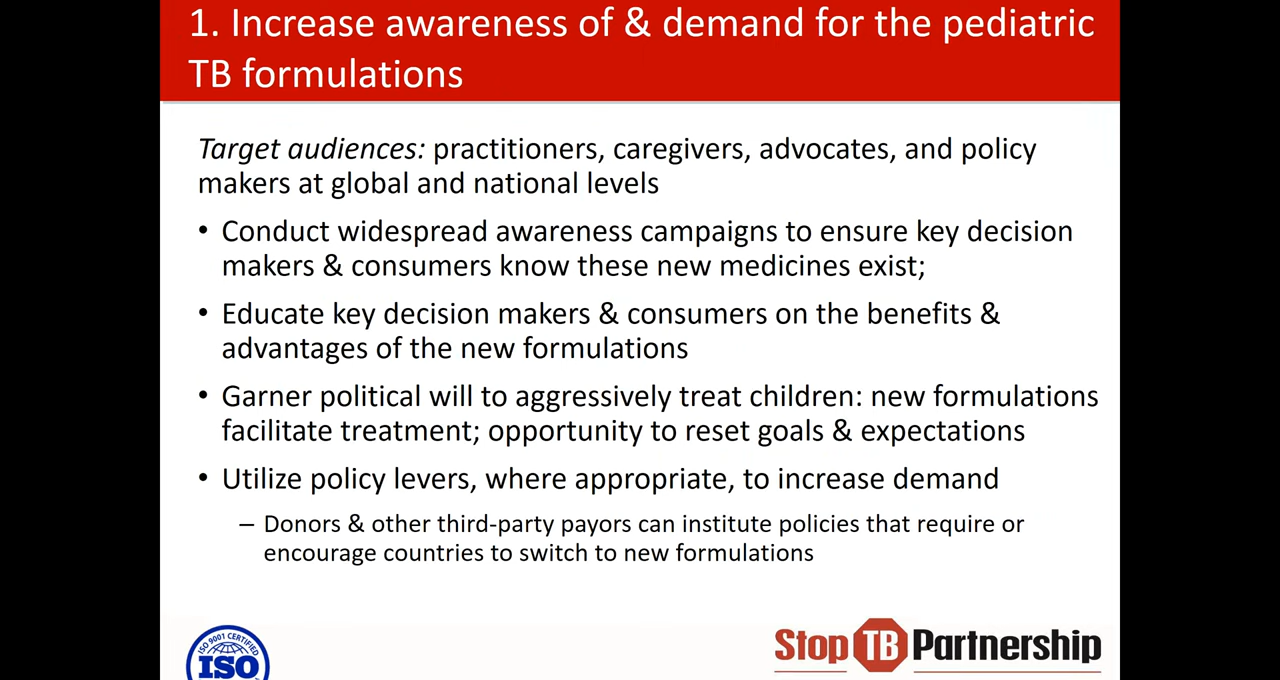 1. Increase awareness of & demand for the pediatric
TB formulations
Target audiences: practitioners, caregivers, advocates, and policy
makers at global and national levels
• Conduct widespread awareness campaigns to ensure key decision
makers & consumers know these new medicines exist;
• Educate key decision makers & consumers on the benefits &
advantages of the new formulations
• Garner political will to aggressively treat children: new formulations
facilitate treatment; opportunity to reset goals & expectations
• Utilize policy levers, where appropriate, to increase demand
– Donors & other third-party payors can institute policies that require or
encourage countries to switch to new formulations
ISO 9001 CERTIFIED
ISO
Stop TB Partnership